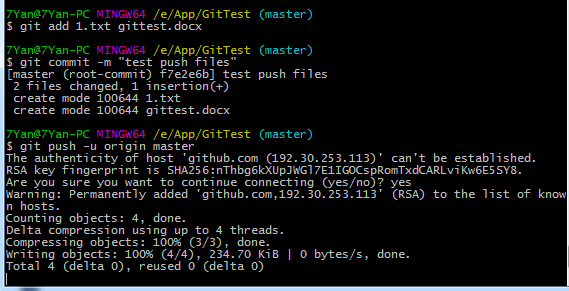 7Yan@7Yan-PC MINGW64 /e/App/GitTest (master)
$ git add 1.txt gittest.docx
7Yan@7Yan-PC MINGW64 /e/App/GitTest (master)
$ git commit -m "test push files"
[master (root-commit) f7e2e6b] test push files
 2 files changed, 1 insertion(+)
 create mode 100644 1.txt
 create mode 100644 gittest.docx
7Yan@7Yan-PC MINGW64 /e/App/GitTest (master)
$ git push -u origin master
The authenticity of host 'github.com (192.30.253.113)' can't be established.
RSA key fingerprint is SHA256:nThbg6kXUpJWGl7E1IGOCspRomTxdCARLviKw6E5SY8.
Are you sure you want to continue connecting (yes/no)? yes
Warning: Permanently added 'github.com,192.30.253.113' (RSA) to the list of know
n hosts.
Counting objects: 4, done.
Delta compression using up to 4 threads.
Compressing objects: 100% (3/3), done.
Writing objects: 100% (4/4), 234.70 KiB | 0 bytes/s, done.
Total 4 (delta 0), reused 0 (delta 0)